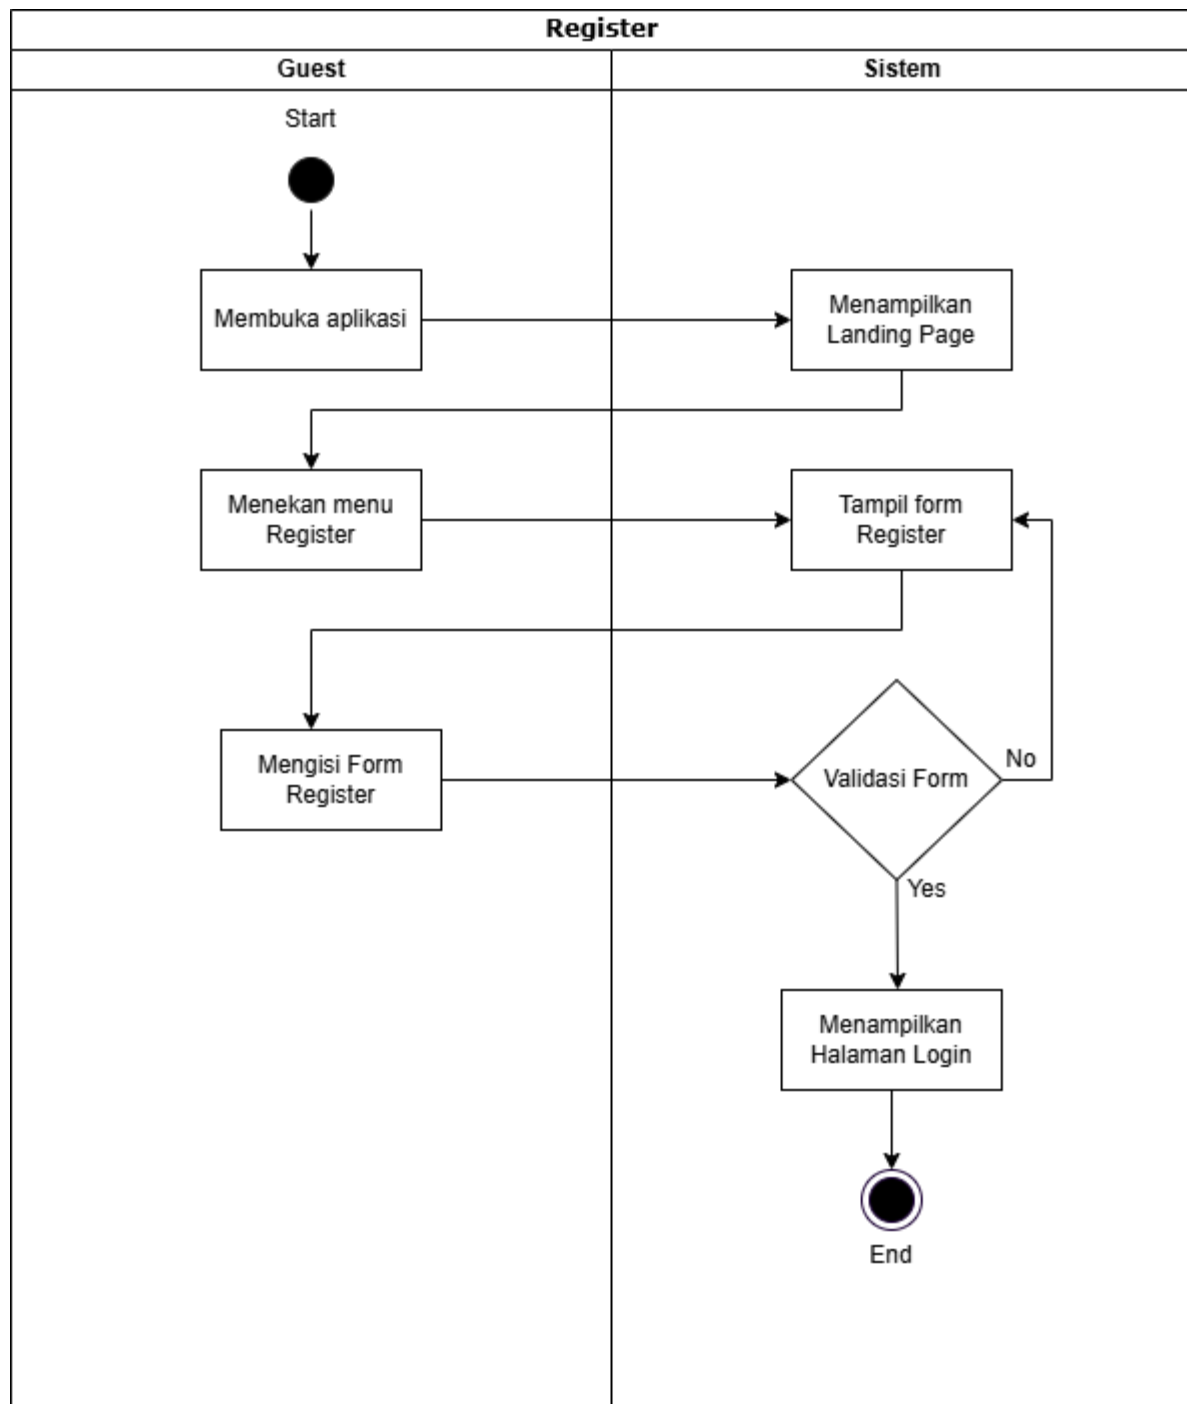 Register
Guest
Sistem
Start
Membuka aplikasi
Menampilkan
Landing Page
Menekan menu
Register
Tampil form
Register
Mengisi Form
Register
Validasi Form
No
Yes
Menampilkan
Halaman Login
End